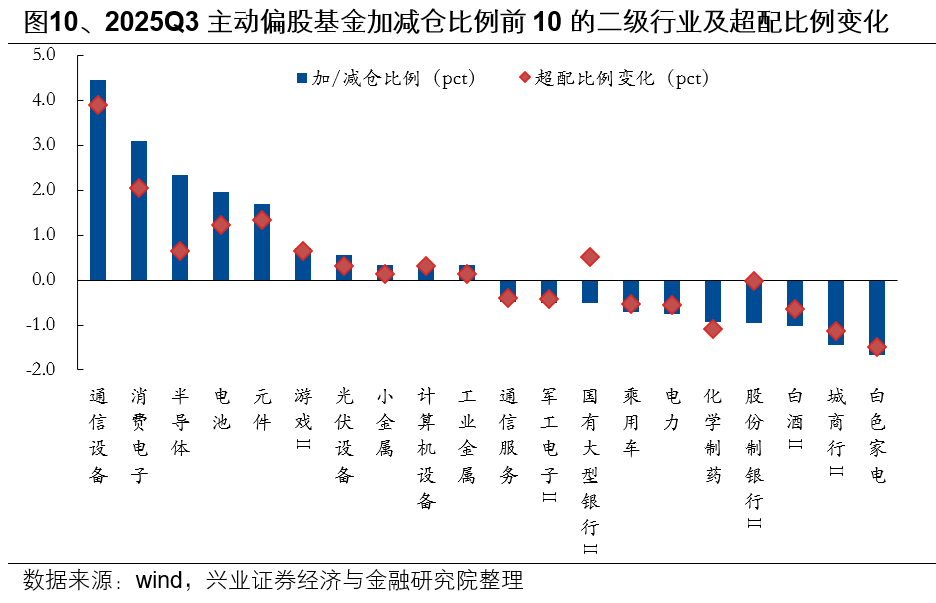 图10、2025Q3 主动偏股基金加减仓比例前 10 的二级行业及超配比例变化
加/减仓比例（pct）
超配比例变化（pct）
5.0
4.0
3.0
2.0
1.0
0.0
-1.0
-2.0
通信设备
消费电子
半导体
电池
元件
游戏Ⅱ
光伏设备
小金属
计算机设备
工业金属
通信服务
军工电子Ⅱ
国有大型银行Ⅱ
乘用车
电力
化学制药
股份制银行Ⅱ
白酒Ⅱ
城商行Ⅱ
白色家电
数据来源：wind，兴业证券经济与金融研究院整理